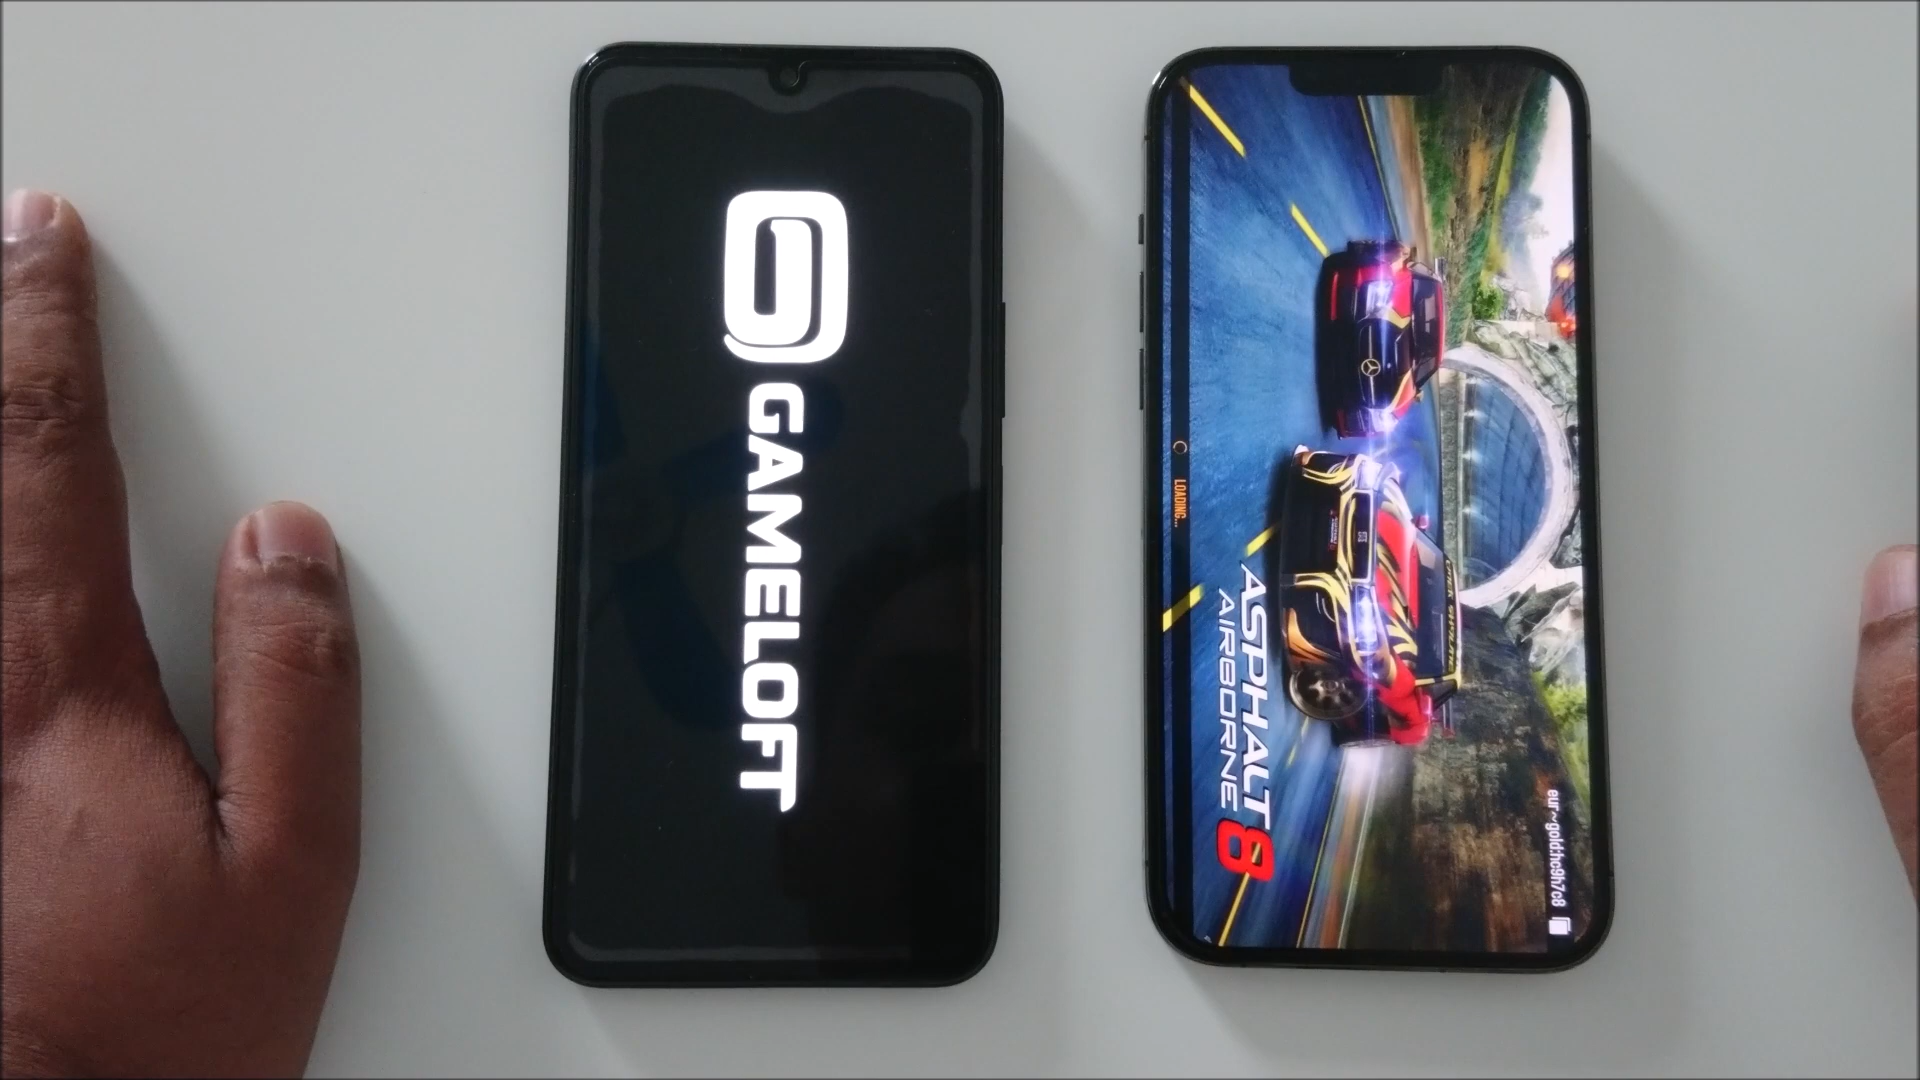 GAMELOFT
LOADING...
ASPHALT 8
AIRBORNE
eur~gold:hc9h7c8